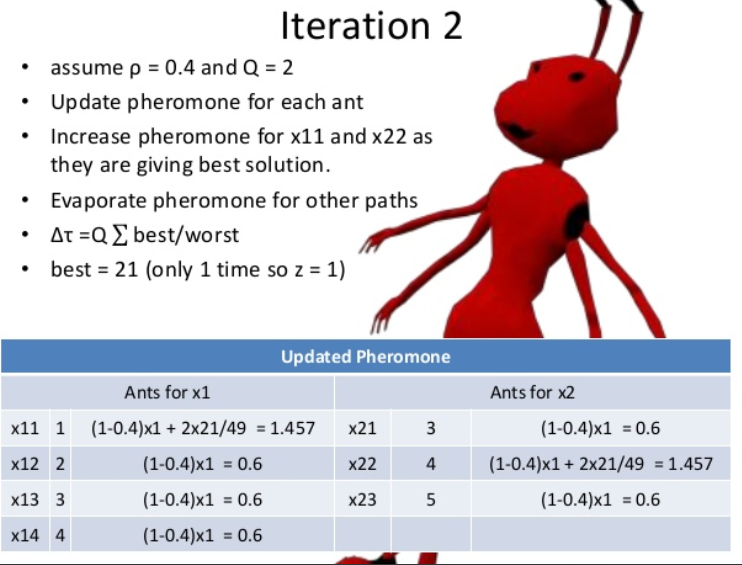 Iteration 2
• assume ρ = 0.4 and Q = 2
• Update pheromone for each ant
• Increase pheromone for x11 and x22 as
they are giving best solution.
• Evaporate pheromone for other paths
• Δτ =Q ∑ best/worst
• best = 21 (only 1 time so z = 1)
Updated Pheromone
Ants for x1 Ants for x2
x11 1 (1-0.4)x1 + 2x21/49 = 1.457 x21 3 (1-0.4)x1 = 0.6
x12 2 (1-0.4)x1 = 0.6 x22 4 (1-0.4)x1 + 2x21/49 = 1.457
x13 3 (1-0.4)x1 = 0.6 x23 5 (1-0.4)x1 = 0.6
x14 4 (1-0.4)x1 = 0.6